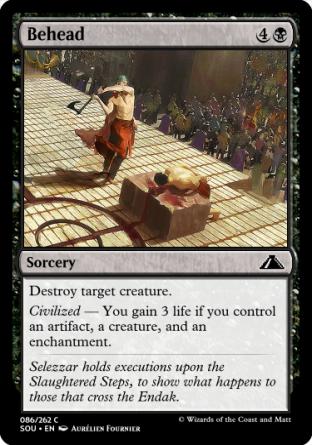 Behead 4
Sorcery
Destroy target creature.
Civilized — You gain 3 life if you control
an artifact, a creature, and an
enchantment.
Selezzar holds executions upon the
Slaughtered Steps, to show what happens to
those that cross the Endak.
086/262 C
SOU • EN Aurélien Fournier
© Wizards of the Coast and Matt